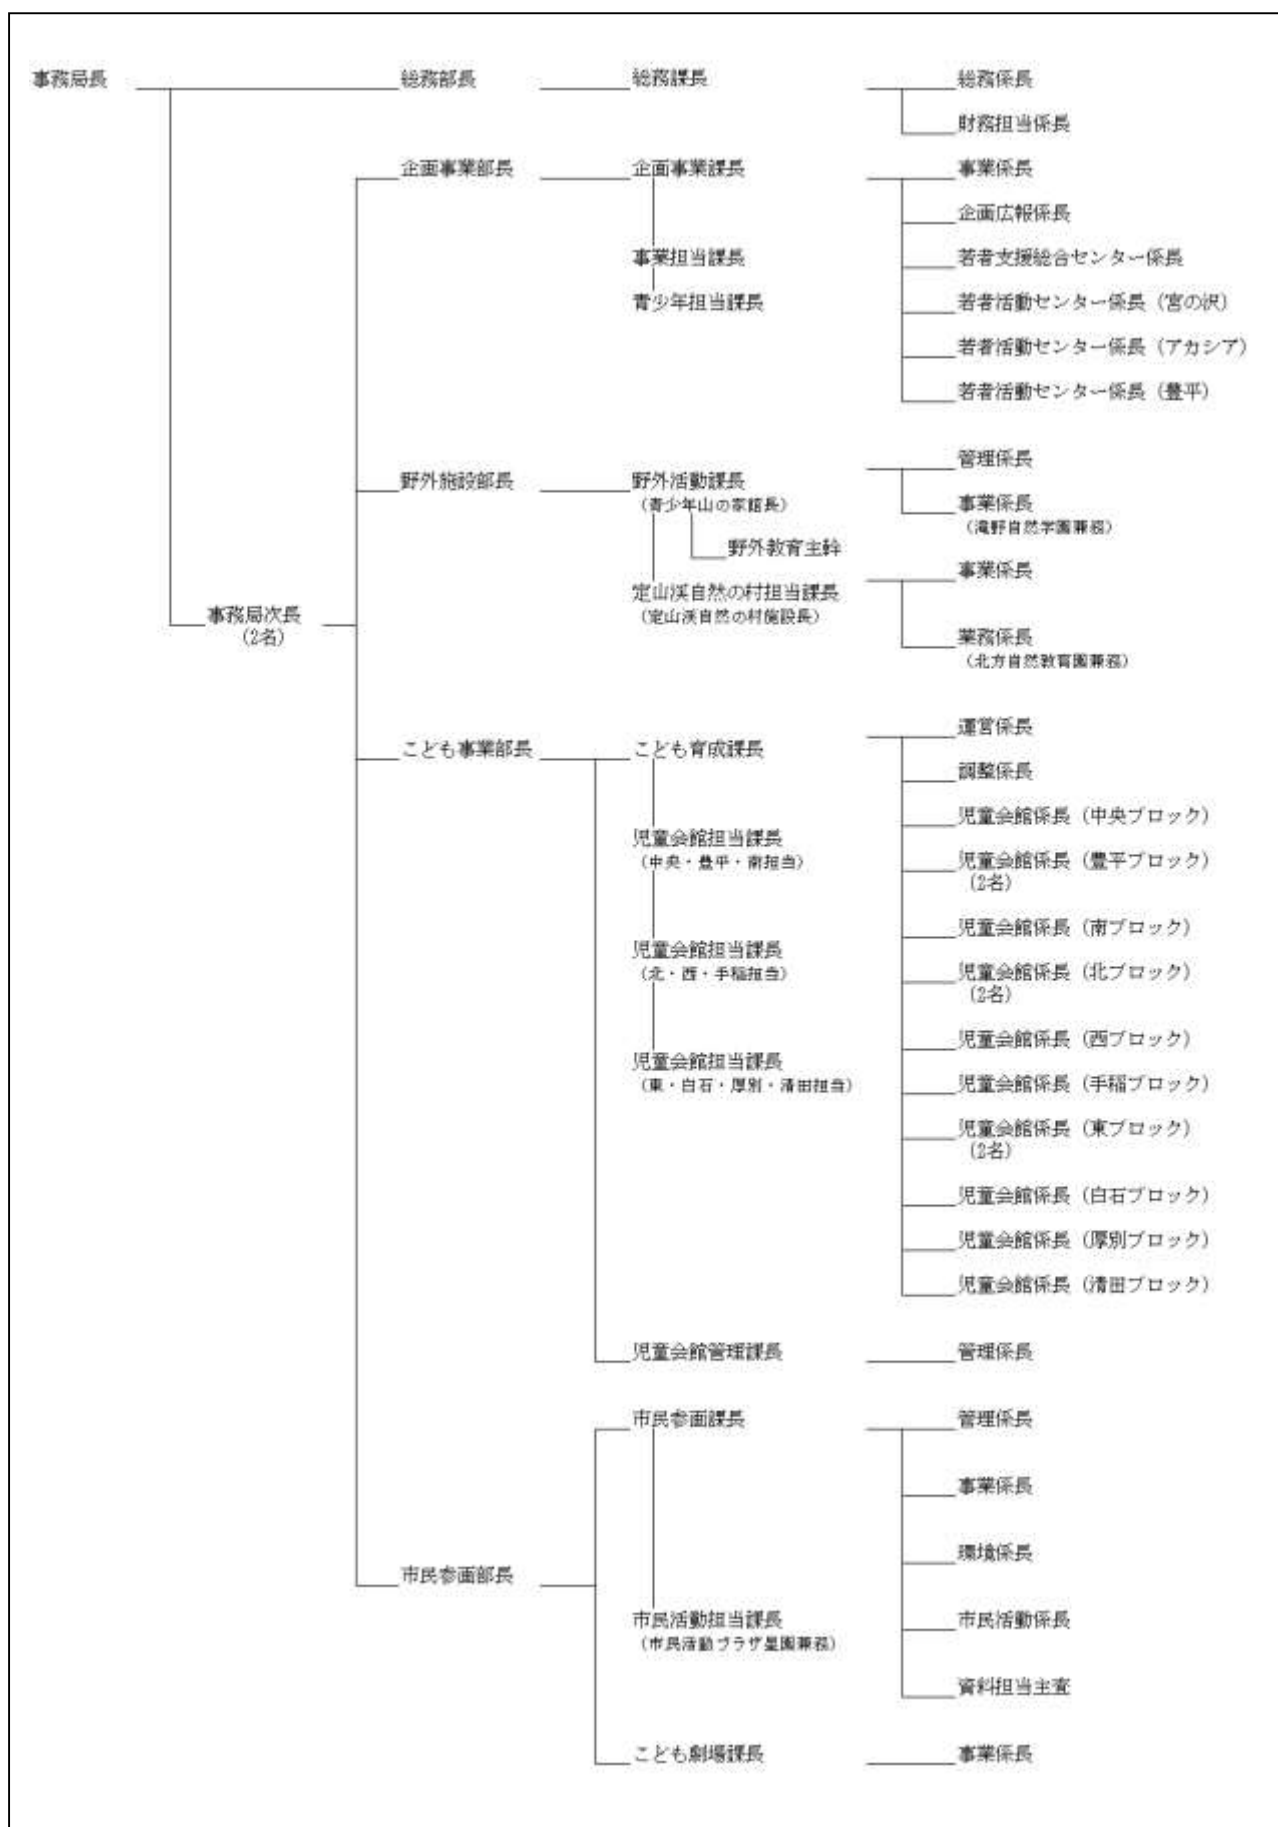 事務局長 総務部長 総務課長 総務係長
財務担当係長
企画事業部長 企画事業課長 事業係長
企画広報係長
事業担当課長 若者支援総合センター係長
青少年担当課長 若者活動センター係長（宮の沢）
若者活動センター係長（アカシア）
若者活動センター係長（豊平）
管理係長
野外施設部長 野外活動課長
（青少年山の家館長） 事業係長
（滝野自然学園兼務）
野外教育主幹
事業係長
定山渓自然の村担当課長
（定山渓自然の村施設長）
事務局次長
（2名）
業務係長
（北方自然教育園兼務）
運営係長
こども事業部長 こども育成課長
調整係長
児童会館係長（中央ブロック）
児童会館担当課長
（中央・豊平・南担当） 児童会館係長（豊平ブロック）
（2名）
児童会館係長（南ブロック）
児童会館担当課長
（北・西・手稲担当） 児童会館係長（北ブロック）
（2名）
児童会館係長（西ブロック）
児童会館担当課長
（東・白石・厚別・清田担当） 児童会館係長（手稲ブロック）
児童会館係長（東ブロック）
（2名）
児童会館係長（白石ブロック）
児童会館係長（厚別ブロック）
児童会館係長（清田ブロック）
児童会館管理課長 管理係長
市民参画課長 管理係長
事業係長
環境係長
市民参画部長
市民活動担当課長 市民活動係長
（市民活動プラザ星園兼務）
資料担当主査
こども劇場課長 事業係長